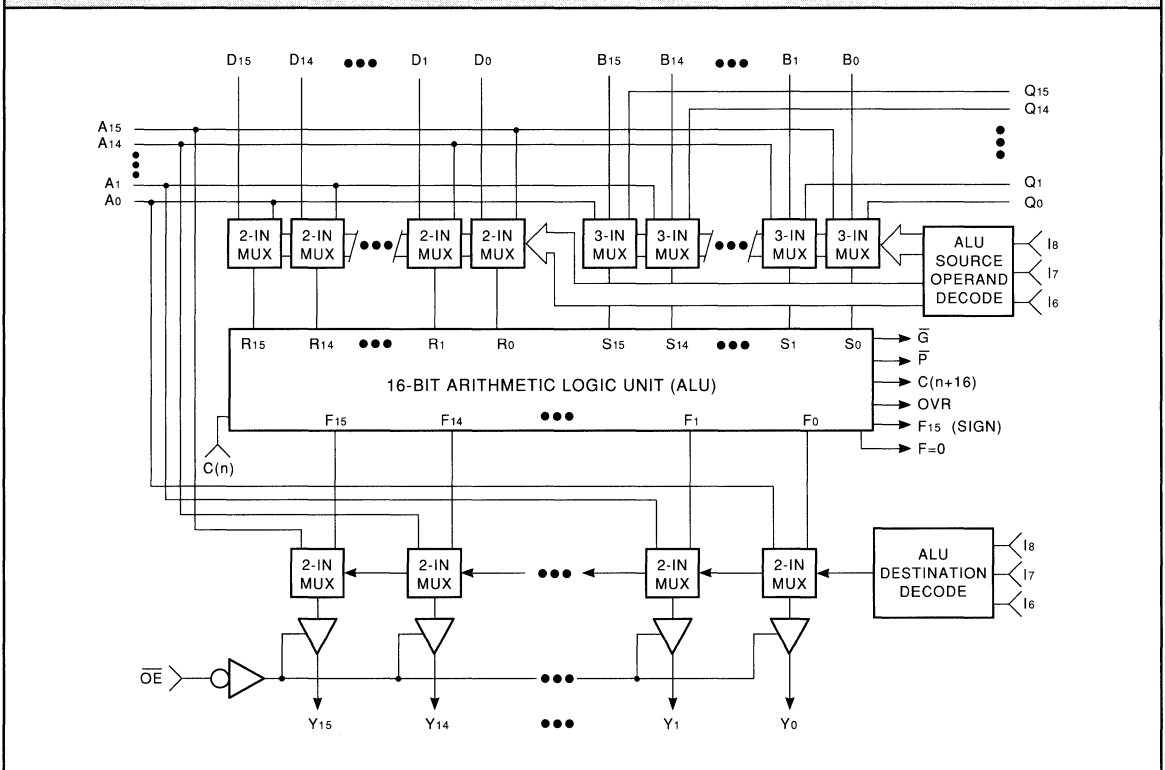 D15 D14 ●●● D1 D0 B15 B14 ●●● B1 B0
Q15
Q14
A15
A14
A1
A0
Q1
Q0
2-IN MUX
2-IN MUX
2-IN MUX
2-IN MUX
3-IN MUX
3-IN MUX
3-IN MUX
3-IN MUX
ALU
SOURCE
OPERAND
DECODE
I8
I7
I6
R15 R14 ●●● R1 R0 S15 S14 ●●● S1 S0
16-BIT ARITHMETIC LOGIC UNIT (ALU)
F15 F14 ●●● F1 F0
G̅
P̅
C(n+16)
OVR
F15 (SIGN)
F=0
C(n)
2-IN MUX
2-IN MUX
2-IN MUX
2-IN MUX
ALU
DESTINATION
DECODE
I8
I7
I6
O̅E̅
Y15 Y14 ●●● Y1 Y0